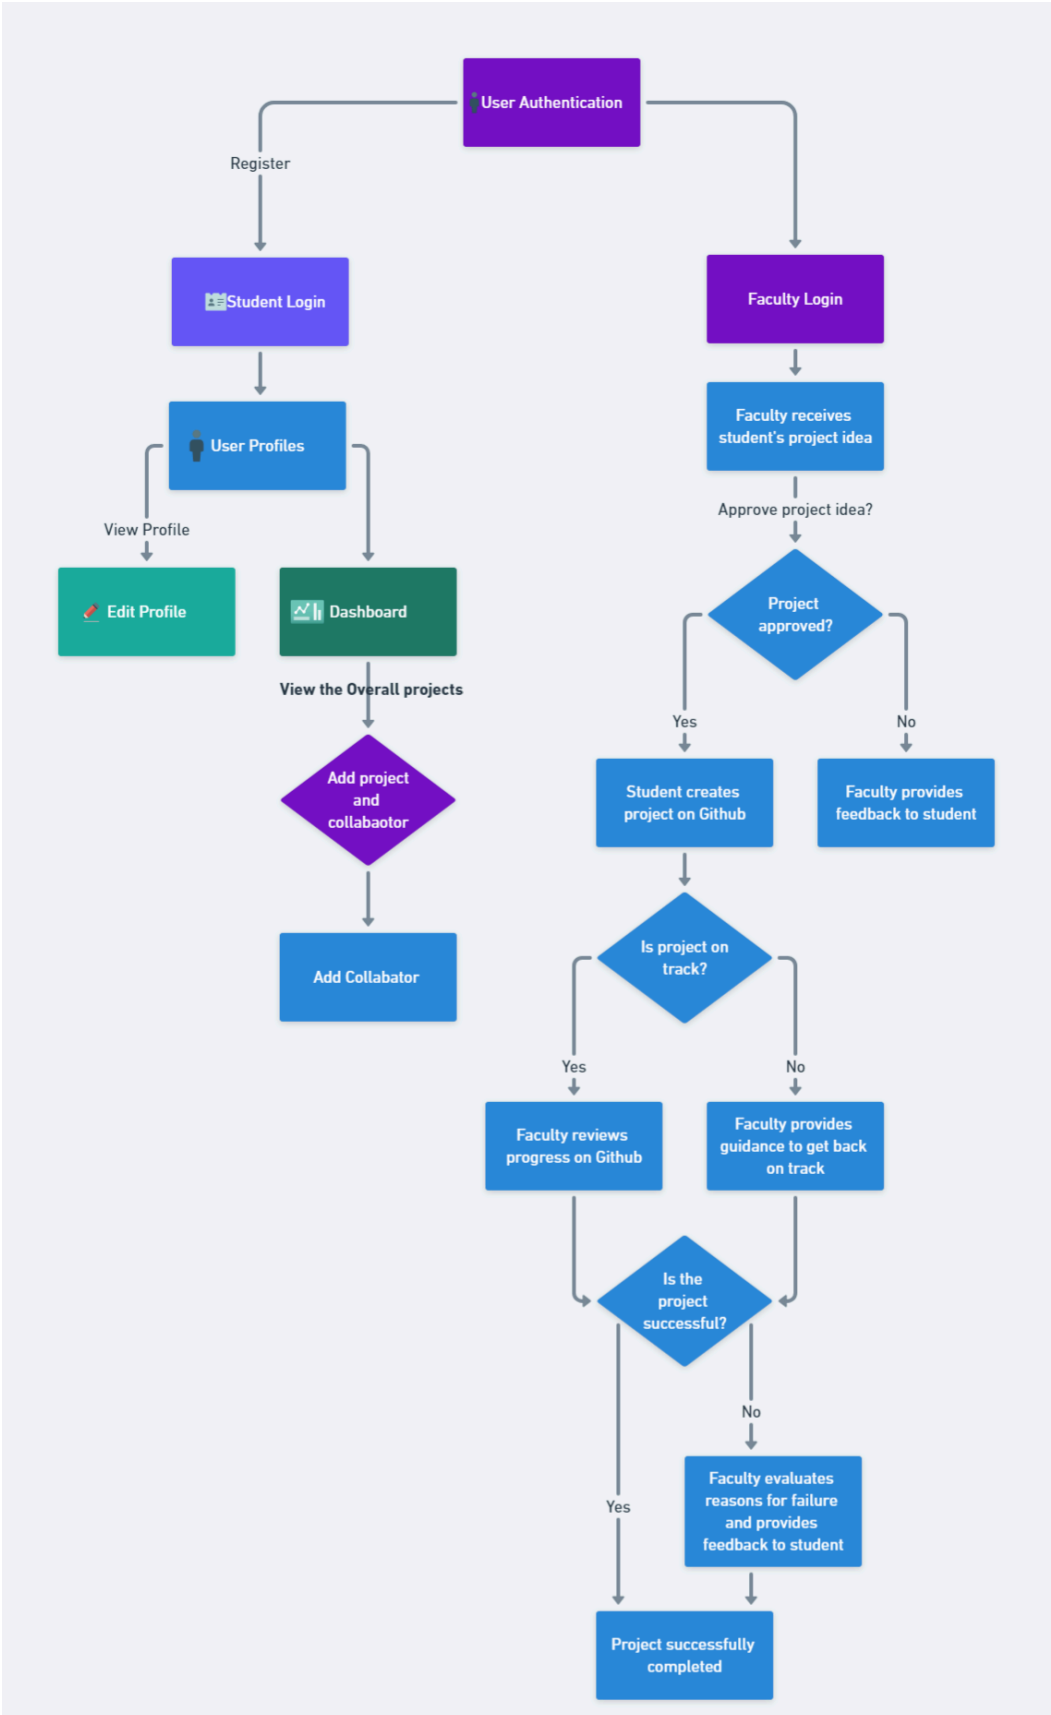 User Authentication
Register
Student Login
Faculty Login
User Profiles
Faculty receives
student's project idea
View Profile
Approve project idea?
Edit Profile
Dashboard
Project
approved?
View the Overall projects
Yes
No
Add project
and
collabaotor
Student creates
project on Github
Faculty provides
feedback to student
Add Collabator
Is project on
track?
Yes
No
Faculty reviews
progress on Github
Faculty provides
guidance to get back
on track
Is the
project
successful?
No
Yes
Faculty evaluates
reasons for failure
and provides
feedback to student
Project successfully
completed